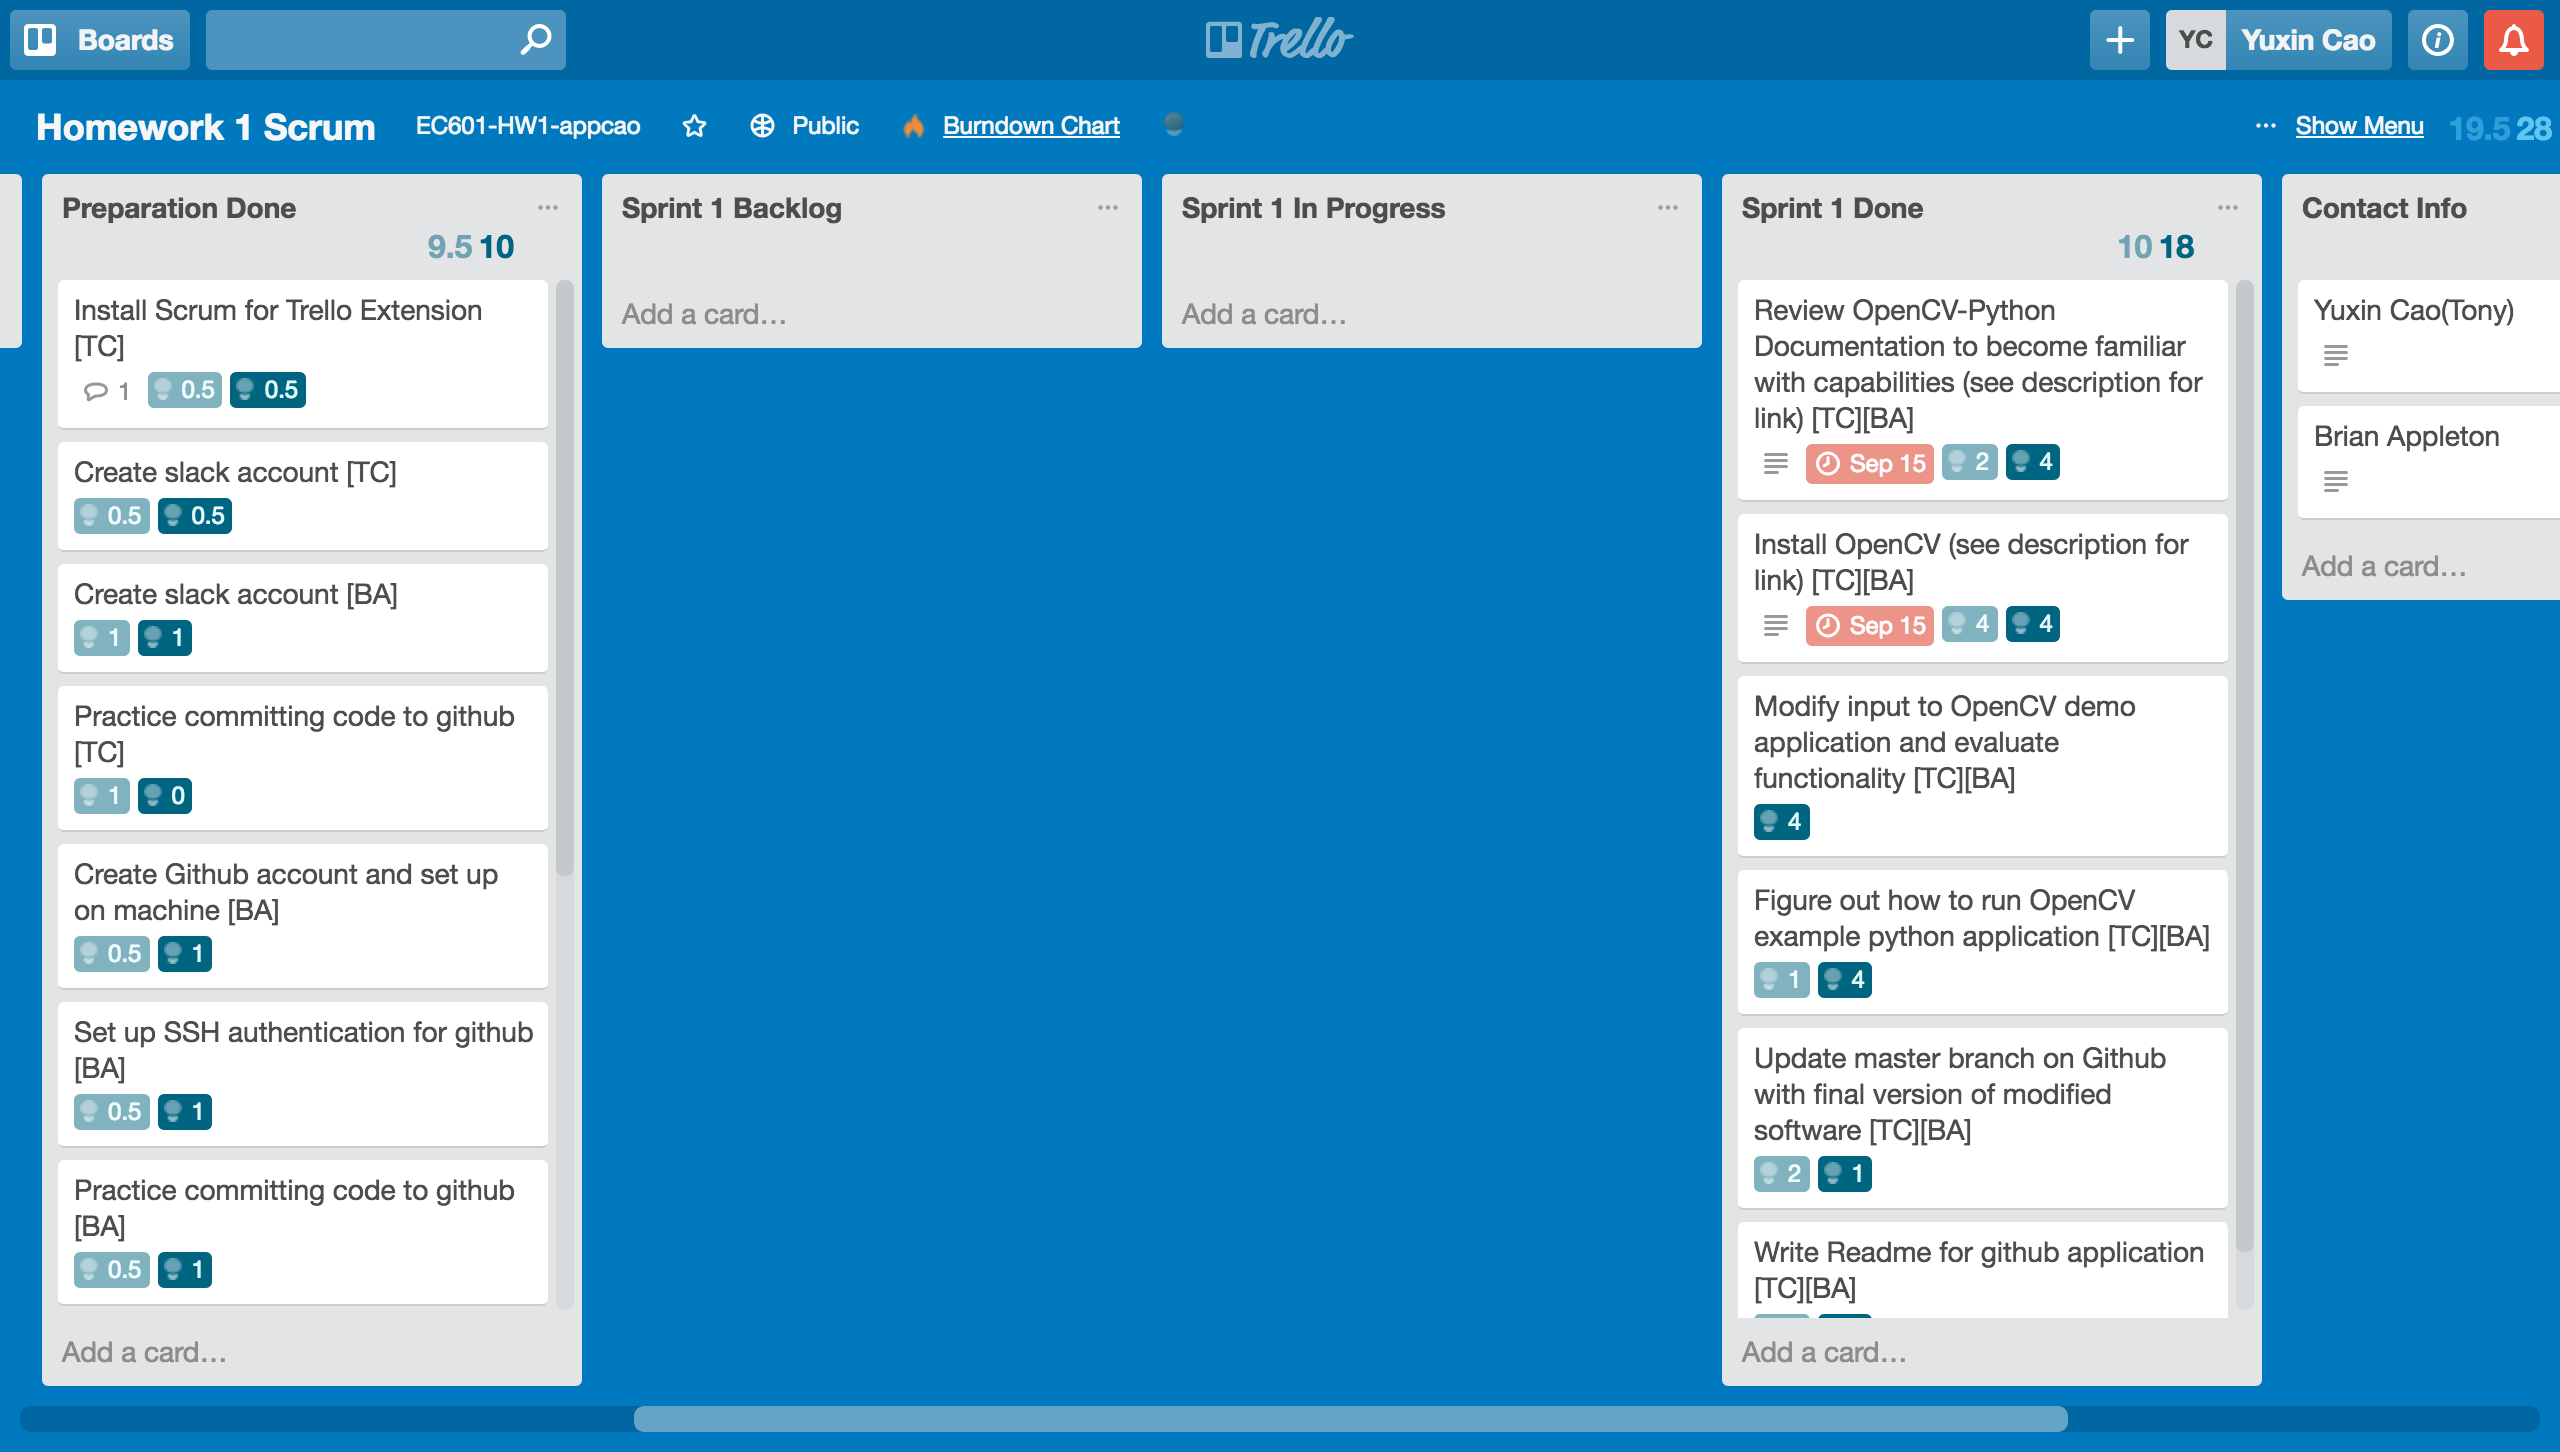 Boards
Trello
YC Yuxin Cao
Homework 1 Scrum EC601-HW1-appcao Public Burndown Chart
Show Menu 19.5 28
Preparation Done
9.5 10
Install Scrum for Trello Extension
[TC]
1 0.5 0.5
Create slack account [TC]
0.5 0.5
Create slack account [BA]
1 1
Practice committing code to github
[TC]
1 0
Create Github account and set up
on machine [BA]
0.5 1
Set up SSH authentication for github
[BA]
0.5 1
Practice committing code to github
[BA]
0.5 1
Add a card…
Sprint 1 Backlog
Add a card…
Sprint 1 In Progress
Add a card…
Sprint 1 Done
10 18
Review OpenCV-Python
Documentation to become familiar
with capabilities (see description for
link) [TC][BA]
Sep 15 2 4
Install OpenCV (see description for
link) [TC][BA]
Sep 15 4 4
Modify input to OpenCV demo
application and evaluate
functionality [TC][BA]
4
Figure out how to run OpenCV
example python application [TC][BA]
1 4
Update master branch on Github
with final version of modified
software [TC][BA]
2 1
Write Readme for github application
[TC][BA]
Add a card…
Contact Info
Yuxin Cao(Tony)
Brian Appleton
Add a card…